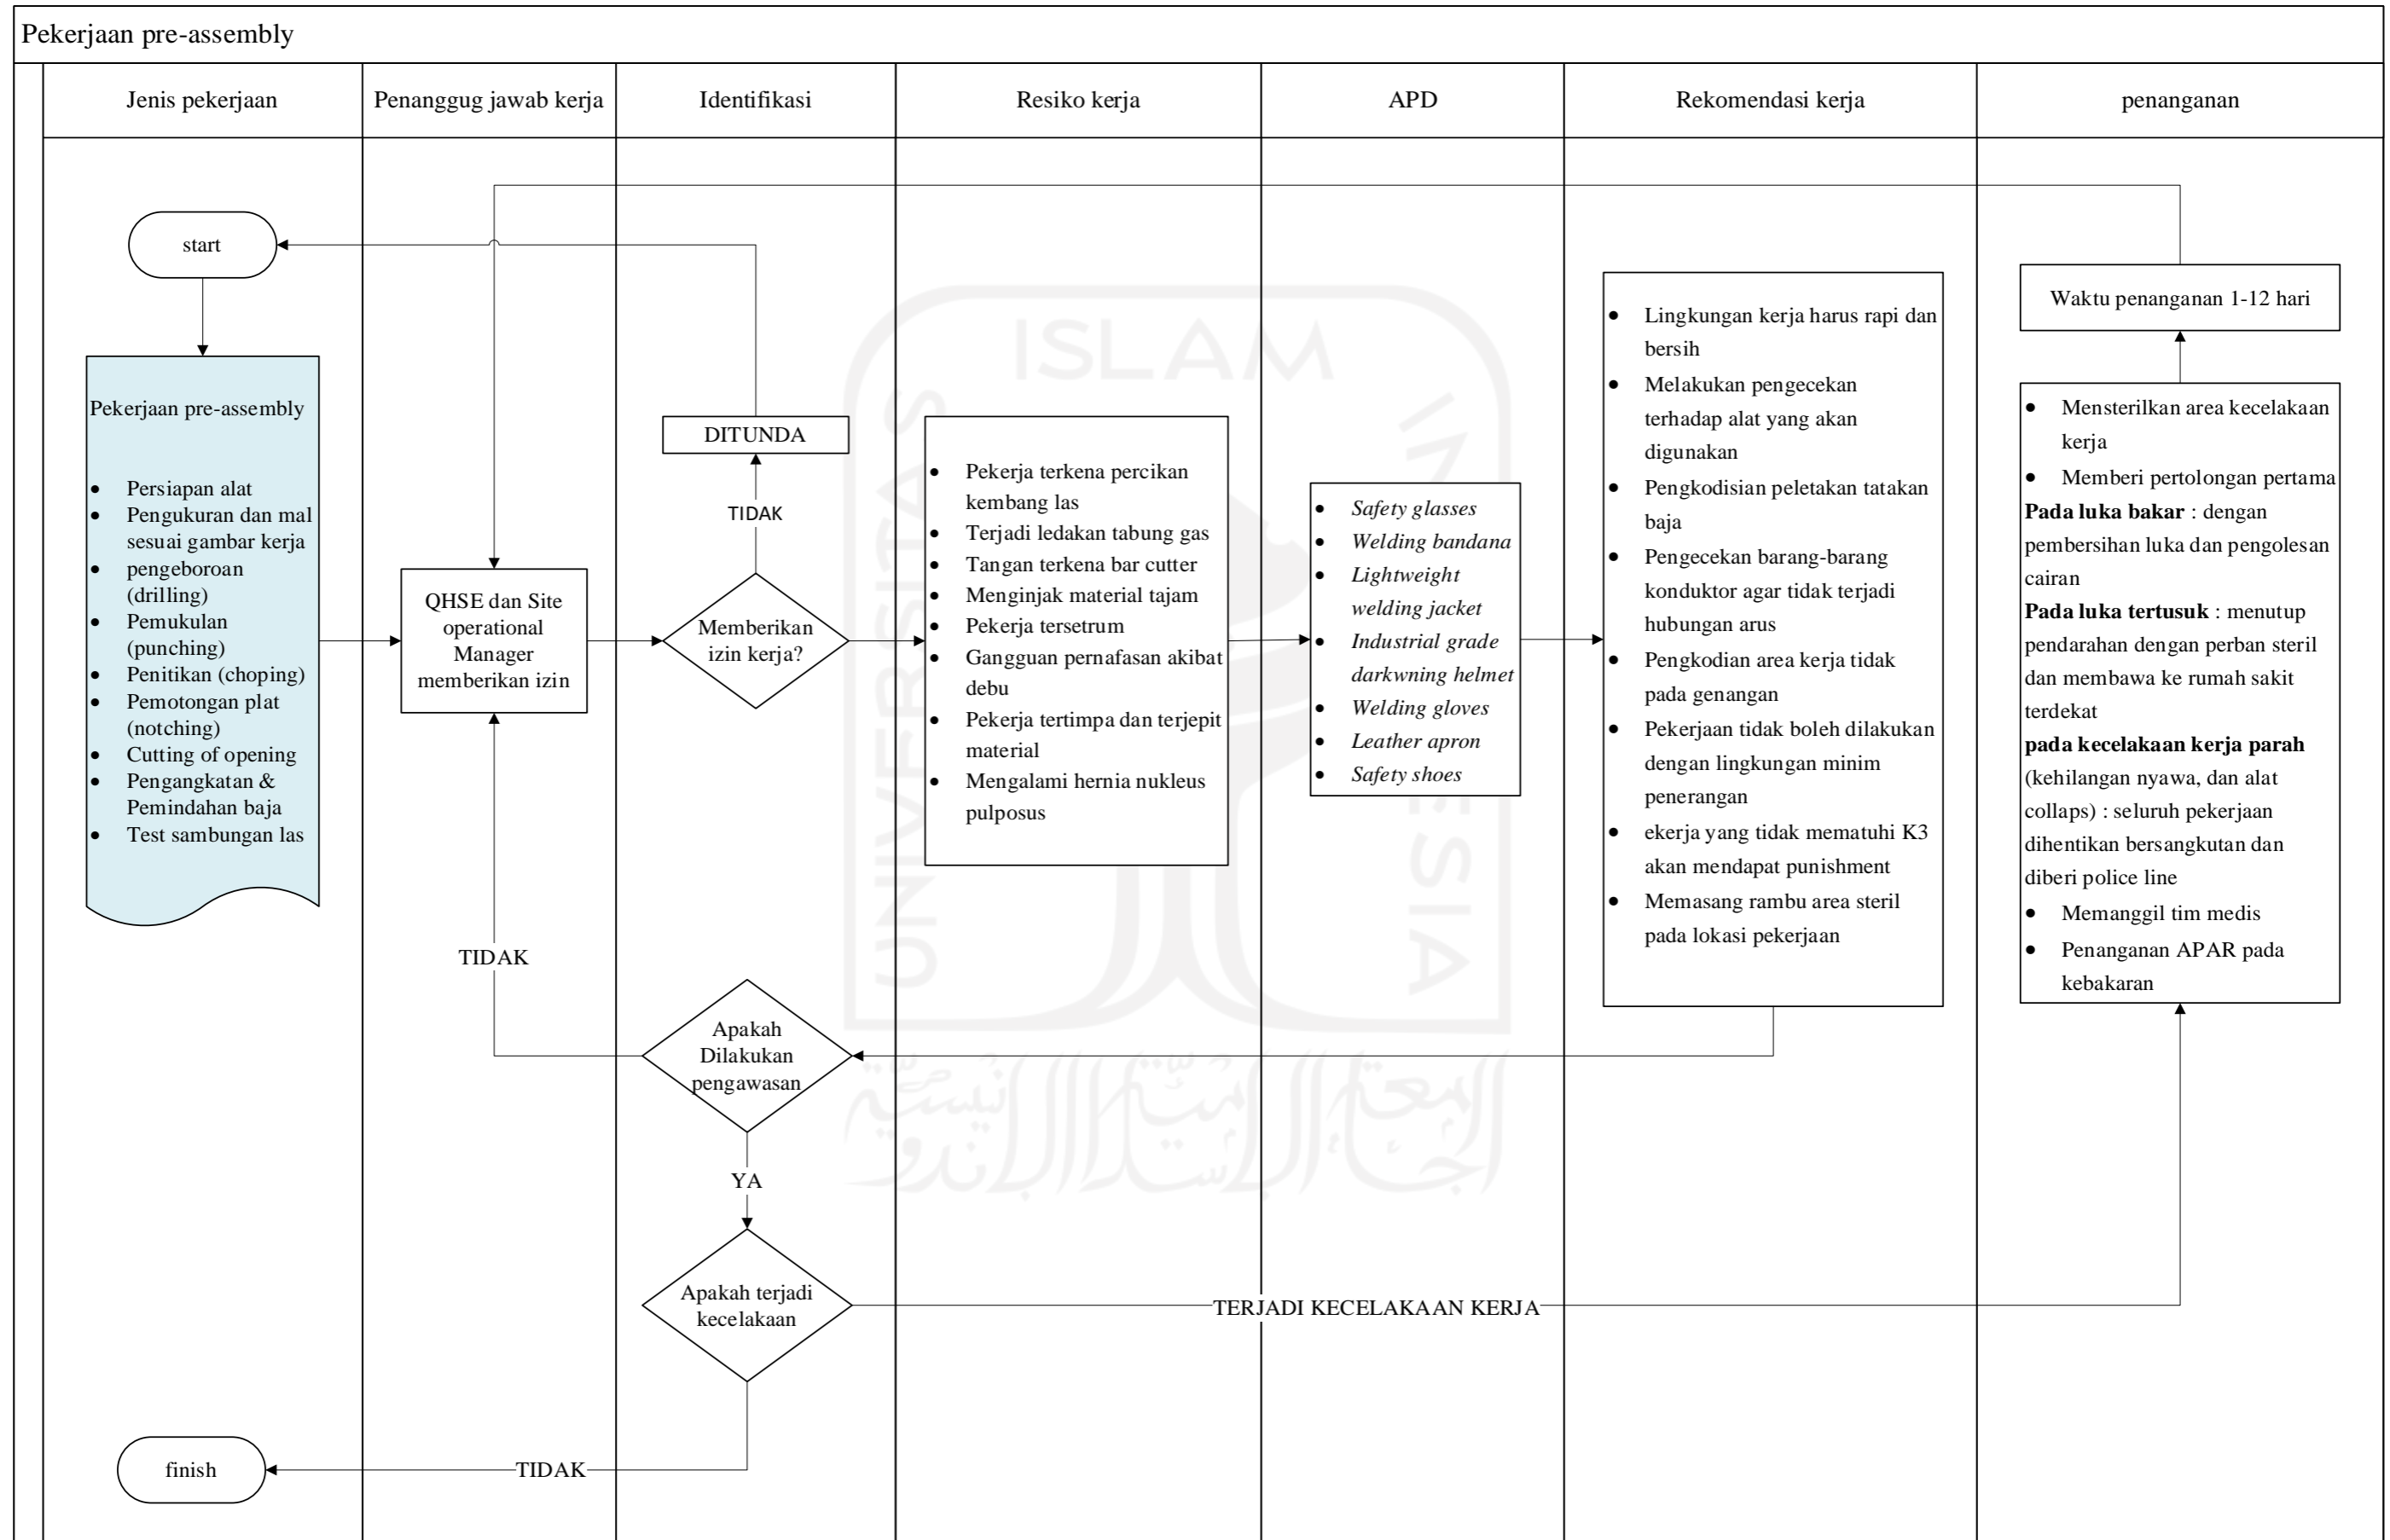 Pekerjaan pre-assembly
Jenis pekerjaan
Penanggug jawab kerja
Identifikasi
Resiko kerja
APD
Rekomendasi kerja
penanganan
start
Pekerjaan pre-assembly
• Persiapan alat
• Pengukuran dan mal
sesuai gambar kerja
• pengeboroan
(drilling)
• Pemukulan
(punching)
• Penitikan (choping)
• Pemotongan plat
(notching)
• Cutting of opening
• Pengangkatan &
Pemindahan baja
• Test sambungan las
QHSE dan Site
operational
Manager
memberikan izin
DITUNDA
TIDAK
Memberikan
izin kerja?
• Pekerja terkena percikan
kembang las
• Terjadi ledakan tabung gas
• Tangan terkena bar cutter
• Menginjak material tajam
• Pekerja tersetrum
• Gangguan pernafasan akibat
debu
• Pekerja tertimpa dan terjepit
material
• Mengalami hernia nukleus
pulposus
• Safety glasses
• Welding bandana
• Lightweight
welding jacket
• Industrial grade
darkwning helmet
• Welding gloves
• Leather apron
• Safety shoes
• Lingkungan kerja harus rapi dan
bersih
• Melakukan pengecekan
terhadap alat yang akan
digunakan
• Pengkodisian peletakan tatakan
baja
• Pengecekan barang-barang
konduktor agar tidak terjadi
hubungan arus
• Pengkodian area kerja tidak
pada genangan
• Pekerjaan tidak boleh dilakukan
dengan lingkungan minim
penerangan
• ekerja yang tidak mematuhi K3
akan mendapat punishment
• Memasang rambu area steril
pada lokasi pekerjaan
Waktu penanganan 1-12 hari
• Mensterilkan area kecelakaan
kerja
• Memberi pertolongan pertama
Pada luka bakar : dengan
pembersihan luka dan pengolesan
cairan
Pada luka tertusuk : menutup
pendarahan dengan perban steril
dan membawa ke rumah sakit
terdekat
pada kecelakaan kerja parah
(kehilangan nyawa, dan alat
collaps) : seluruh pekerjaan
dihentikan bersangkutan dan
diberi police line
• Memanggil tim medis
• Penanganan APAR pada
kebakaran
TIDAK
Apakah
Dilakukan
pengawasan
YA
Apakah terjadi
kecelakaan
TERJADI KECELAKAAN KERJA
TIDAK
finish
ISLAM
UNIVERSITAS